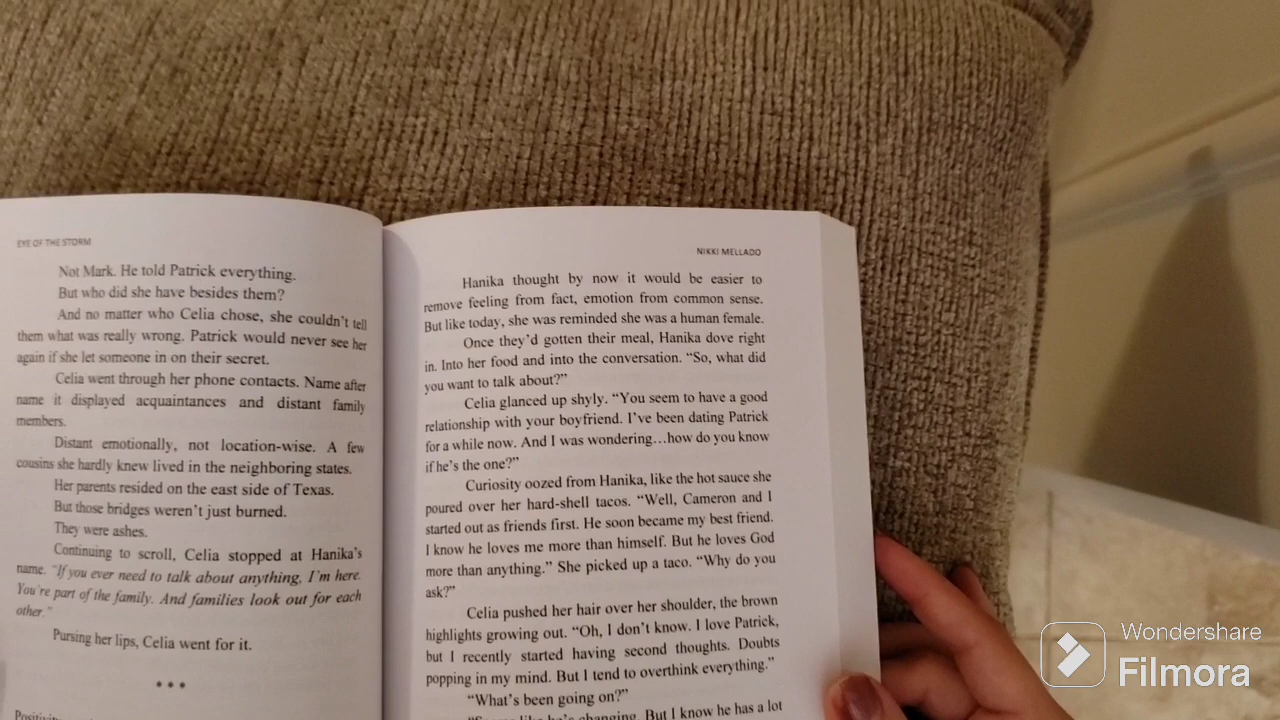 EYE OF THE STORM
Not Mark. He told Patrick everything.
But who did she have besides them?
And no matter who Celia chose, she couldn't tell
them what was really wrong. Patrick would never see her
again if she let someone in on their secret.
Celia went through her phone contacts. Name after
name it displayed acquaintances and distant family
members.
Distant emotionally, not location-wise. A few
cousins she hardly knew lived in the neighboring states.
Her parents resided on the east side of Texas.
But those bridges weren't just burned.
They were ashes.
Continuing to scroll, Celia stopped at Hanika's
name. "If you ever need to talk about anything, I'm here.
You're part of the family. And families look out for each
other."
Pursing her lips, Celia went for it.
***
NIKKI MELLADO
Hanika thought by now it would be easier to
remove feeling from fact, emotion from common sense.
But like today, she was reminded she was a human female.
Once they'd gotten their meal, Hanika dove right
in. Into her food and into the conversation. "So, what did
you want to talk about?"
Celia glanced up shyly. "You seem to have a good
relationship with your boyfriend. I've been dating Patrick
for a while now. And I was wondering…how do you know
if he's the one?"
Curiosity oozed from Hanika, like the hot sauce she
poured over her hard-shell tacos. "Well, Cameron and I
started out as friends first. He soon became my best friend.
I know he loves me more than himself. But he loves God
more than anything." She picked up a taco. "Why do you
ask?"
Celia pushed her hair over her shoulder, the brown
highlights growing out. "Oh, I don't know. I love Patrick,
but I recently started having second thoughts. Doubts
popping in my mind. But I tend to overthink everything."
"What's been going on?"
he's changing. But I know he has a lot
Wondershare
Filmora